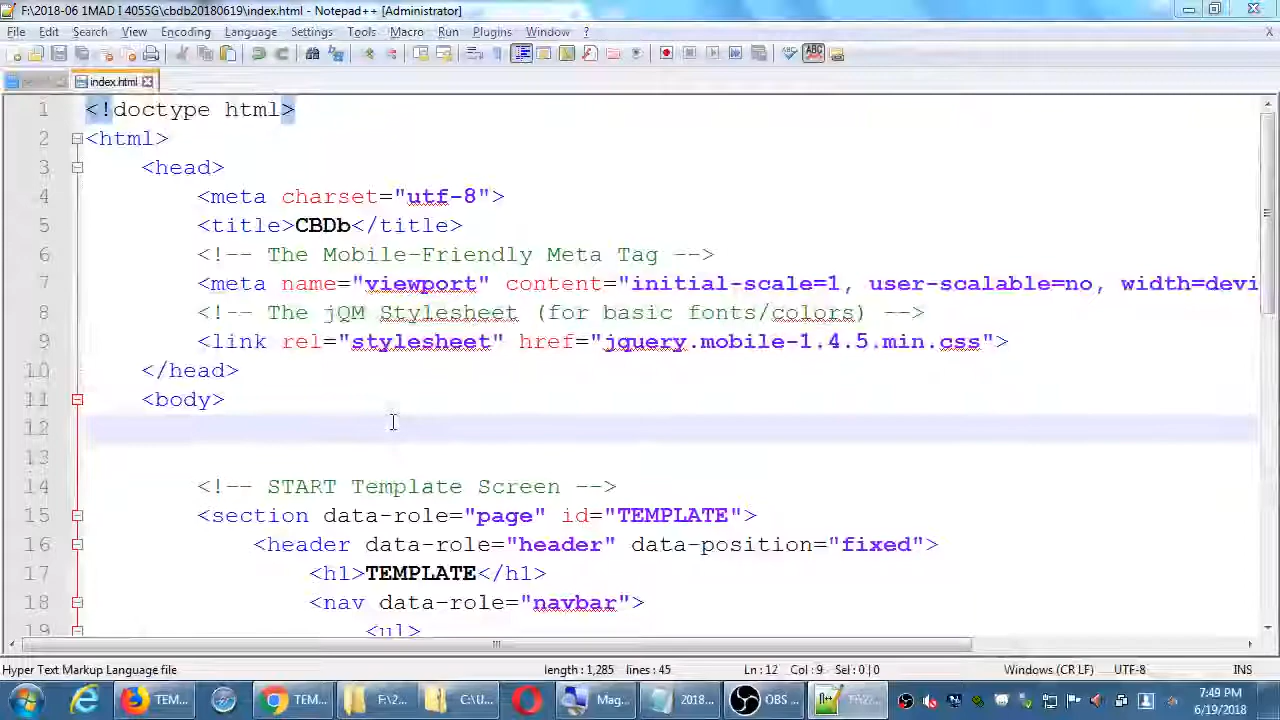 F:\2018-06 1MAD I 4055G\cbdb20180619\index.html - Notepad++ [Administrator]
File Edit Search View Encoding Language Settings Tools Macro Run Plugins Window ? X
index.html
1 <!doctype html>
2 <html>
3 <head>
4 <meta charset="utf-8">
5 <title>CBDb</title>
6 <!-- The Mobile-Friendly Meta Tag -->
7 <meta name="viewport" content="initial-scale=1, user-scalable=no, width=devi
8 <!-- The jQM Stylesheet (for basic fonts/colors) -->
9 <link rel="stylesheet" href="jquery.mobile-1.4.5.min.css">
10 </head>
11 <body>
12
13
14 <!-- START Template Screen -->
15 <section data-role="page" id="TEMPLATE">
16 <header data-role="header" data-position="fixed">
17 <h1>TEMPLATE</h1>
18 <nav data-role="navbar">
19 <ul>
Hyper Text Markup Language file length : 1,285 lines : 45 Ln : 12 Col : 9 Sel : 0 | 0 Windows (CR LF) UTF-8 INS
TEM... TEM... F:\2... C:\U... Mag... 2018... OBS ... F:\2... 7:49 PM
6/19/2018